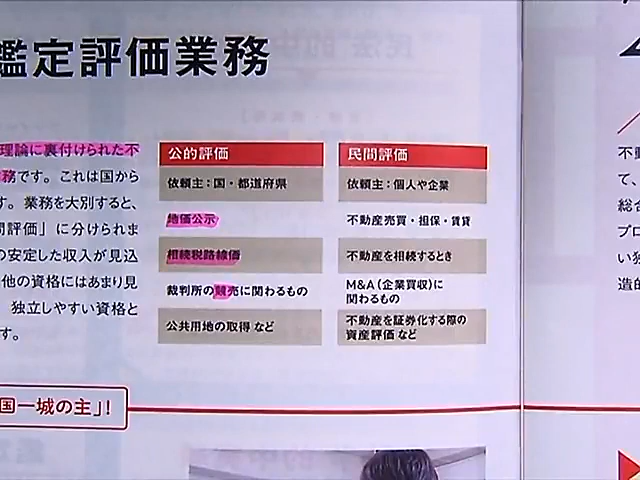 鑑定評価業務
理論に裏付けられた不
務です。これは国から
す。業務を大別すると、
間評価」に分けられま
の安定した収入が見込
他の資格にはあまり見
独立しやすい資格と
す。
公的評価
依頼主：国・都道府県
地価公示
相続税路線価
裁判所の競売に関わるもの
公共用地の取得 など
民間評価
依頼主：個人や企業
不動産売買・担保・賃貸
不動産を相続するとき
M&A（企業買収）に
関わるもの
不動産を証券化する際の
資産評価 など
国一城の主」！
不動
て、
総合
プロ
い独
造的